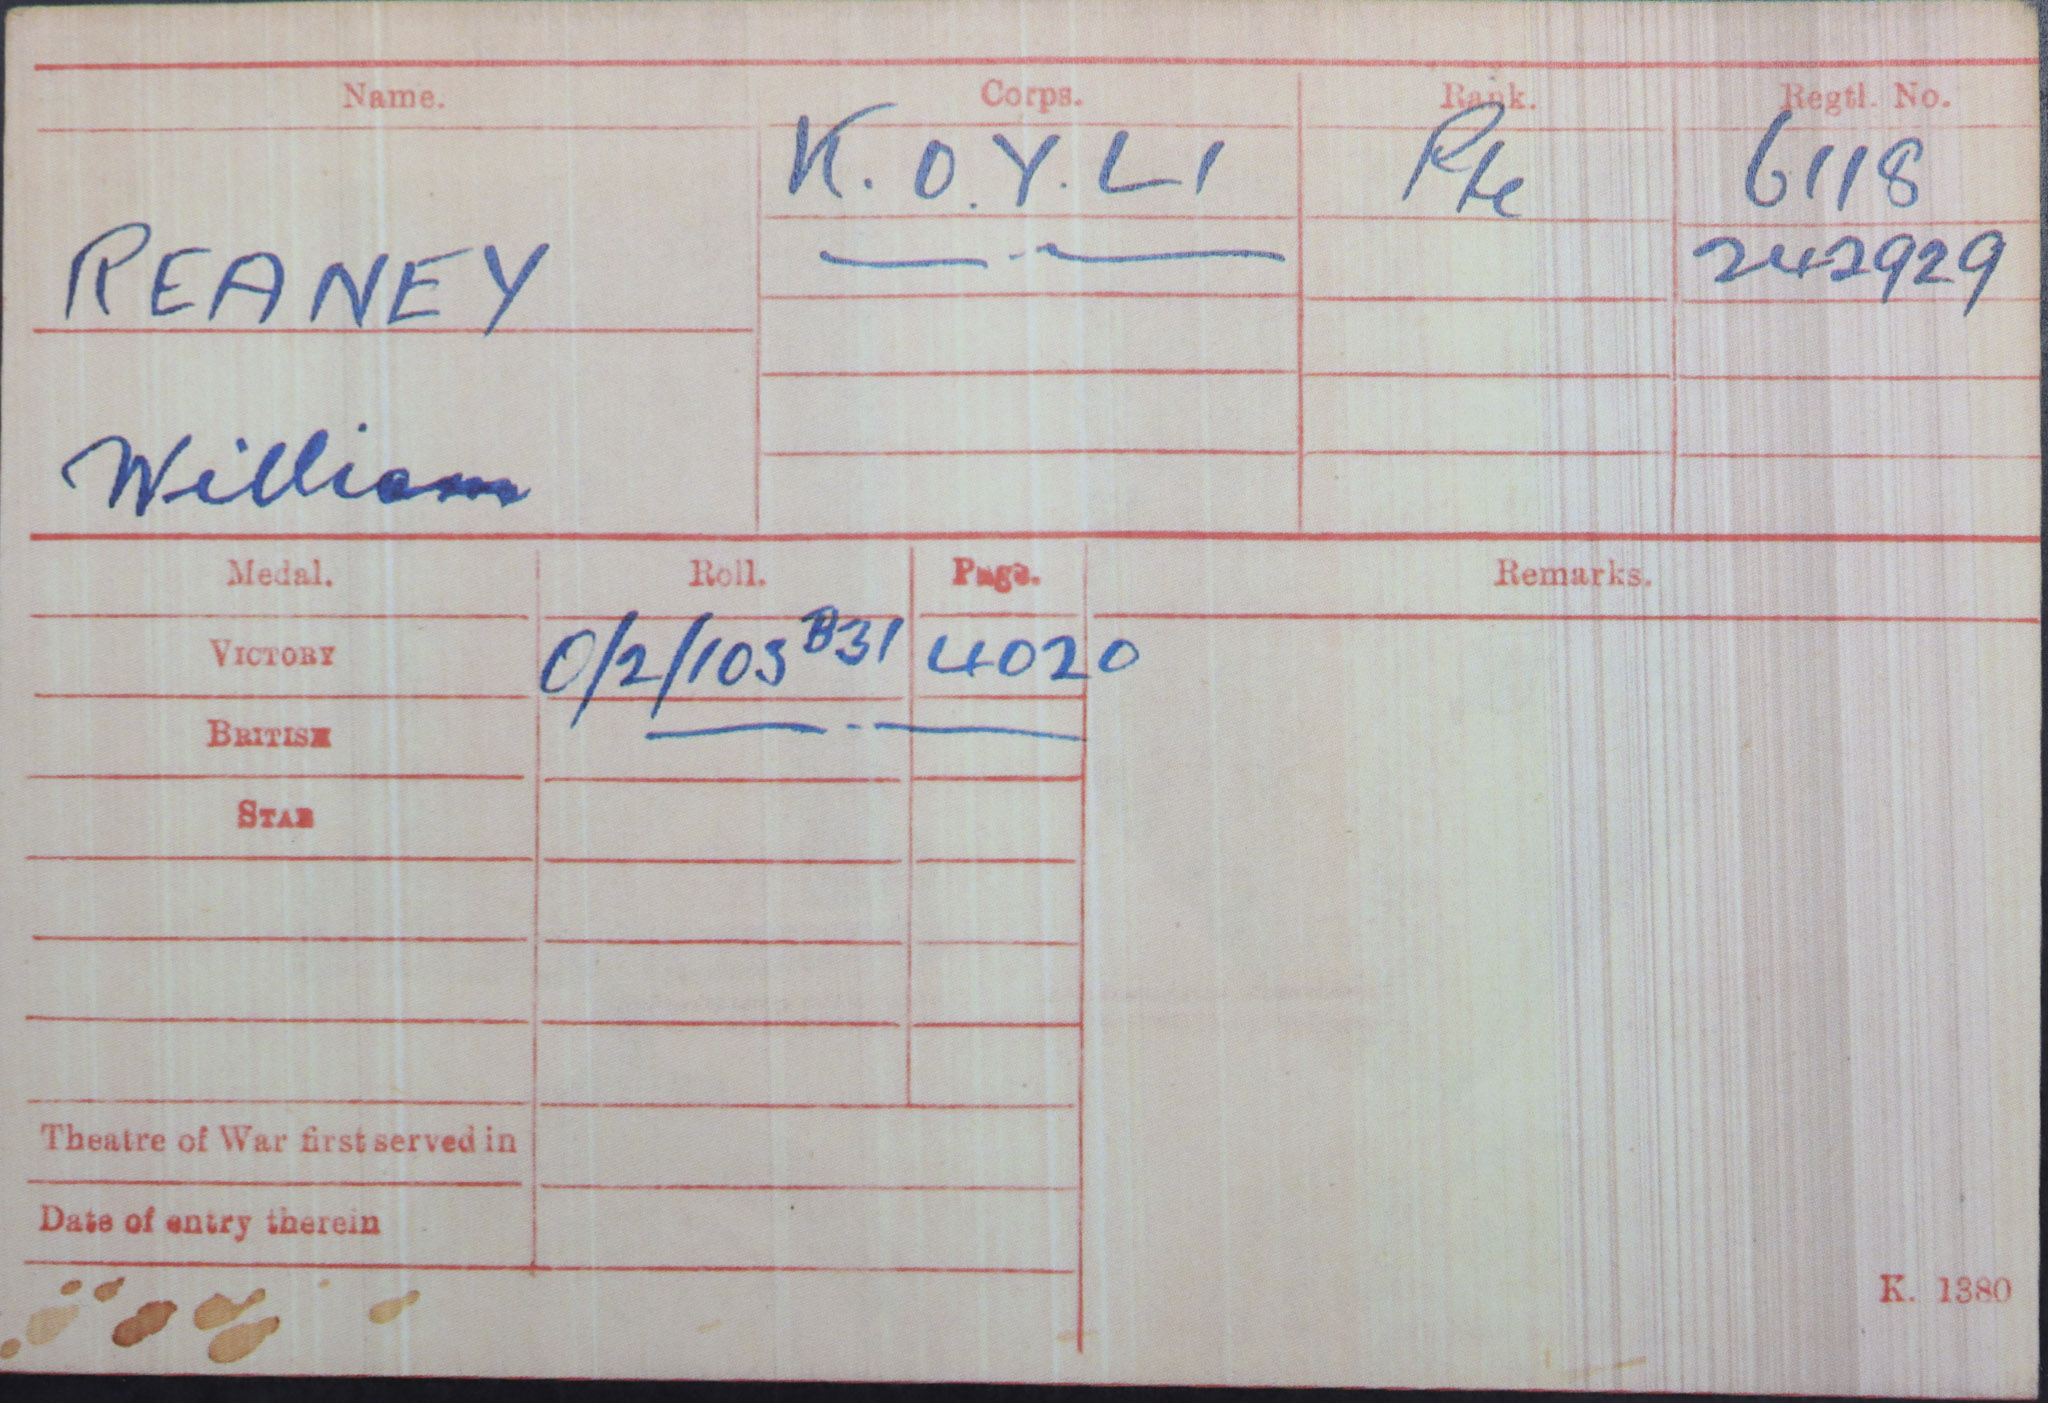 Name. Corps. Rank. Regtl. No.
K.O.Y.LI Pte 6118
REANEY —·— 242929
William
Medal. Roll. Page. Remarks.
VICTORY O/2/103 B31 4020
BRITISH —·—
STAR
Theatre of War first served in
Date of entry therein
K. 1380